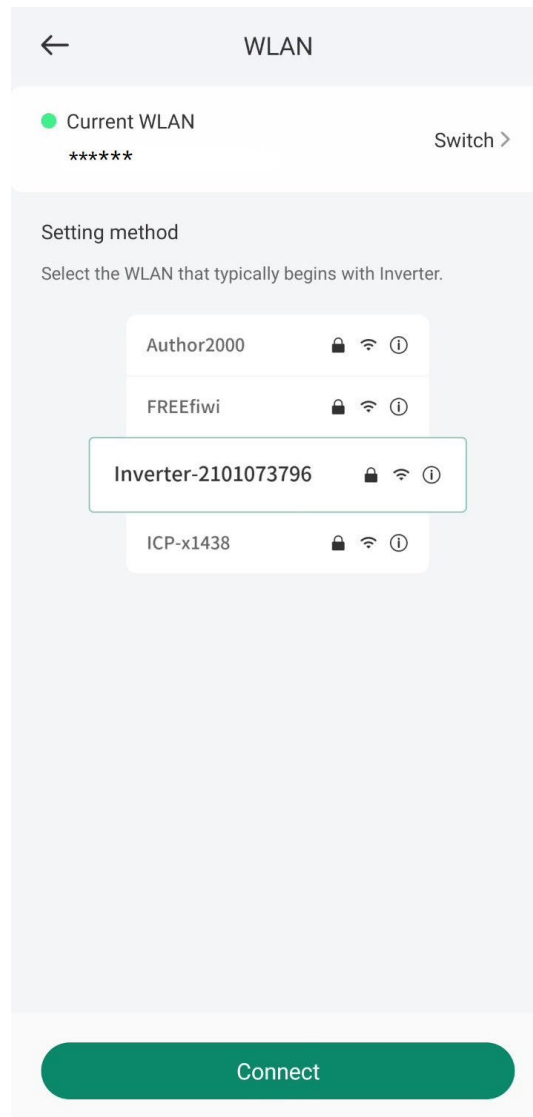 WLAN
Current WLAN
******
Switch >
Setting method
Select the WLAN that typically begins with Inverter.
Author2000
FREEfiwi
Inverter-2101073796
ICP-x1438
Connect